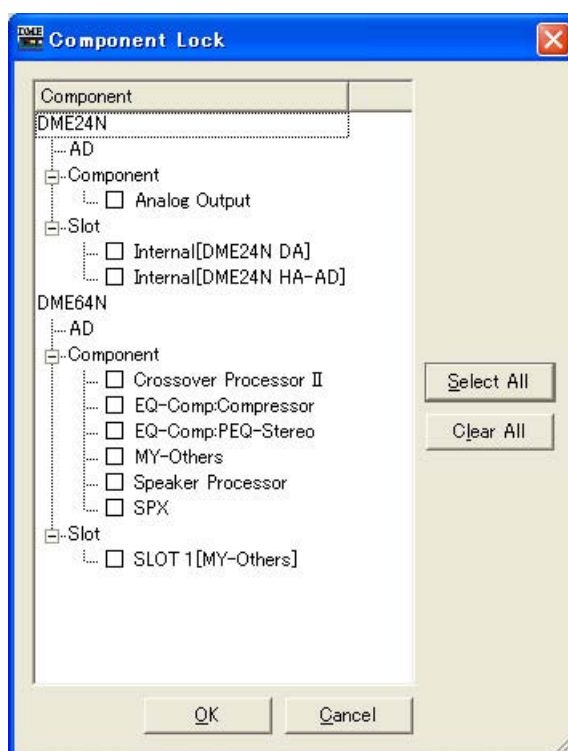 DME
Component Lock
Component
DME24N
AD
Component
Analog Output
Slot
Internal[DME24N DA]
Internal[DME24N HA-AD]
DME64N
AD
Component
Crossover Processor Ⅱ
EQ-Comp:Compressor
EQ-Comp:PEQ-Stereo
MY-Others
Speaker Processor
SPX
Slot
SLOT 1[MY-Others]
Select All
Clear All
OK
Cancel